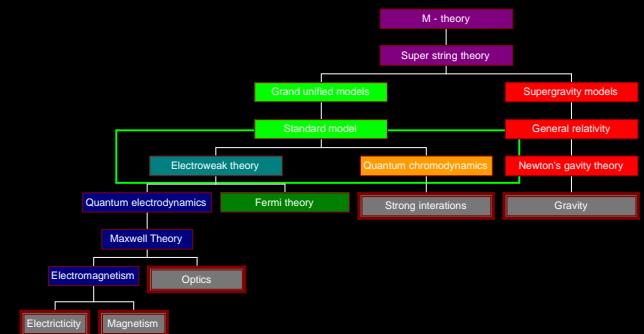 M - theory
Super string theory
Grand unified models
Supergravity models
Standard model
General relativity
Electroweak theory
Quantum chromodynamics
Newton's gavity theory
Quantum electrodynamics
Fermi theory
Strong interations
Gravity
Maxwell Theory
Electromagnetism
Optics
Electricticity
Magnetism